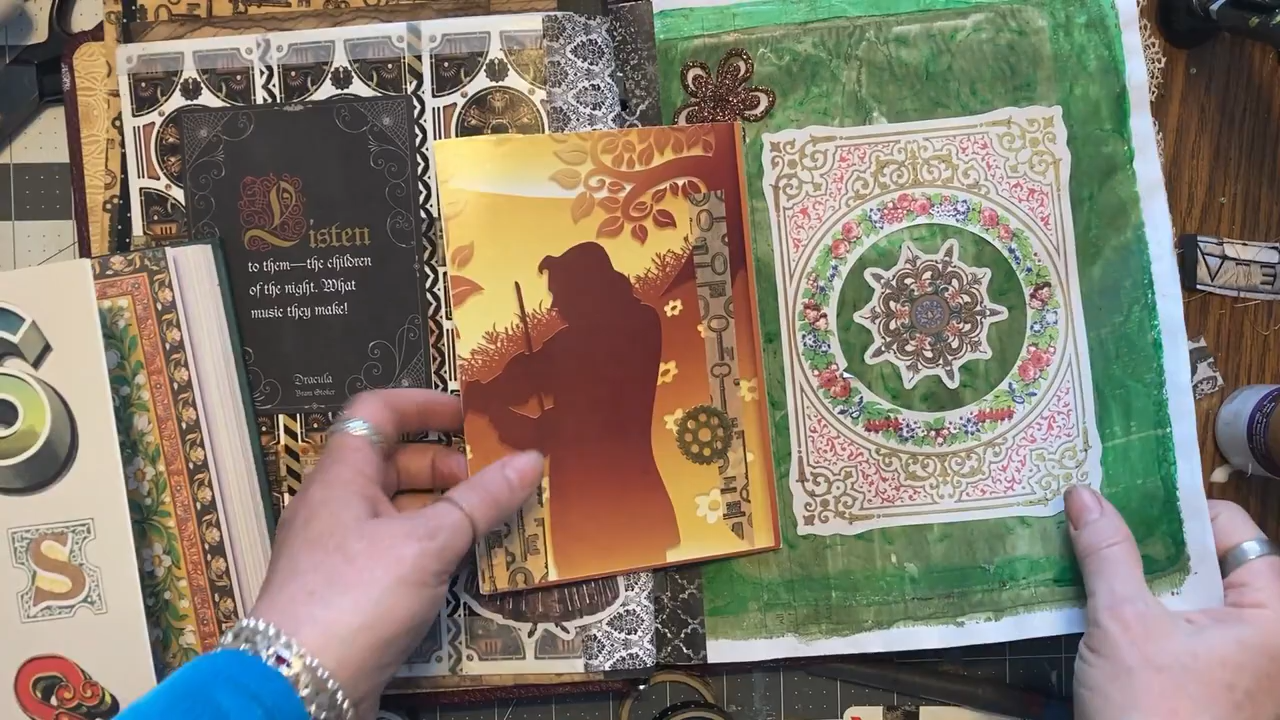 Listen
to them—the children
of the night. What
music they make!
Dracula
Bram Stoker
S